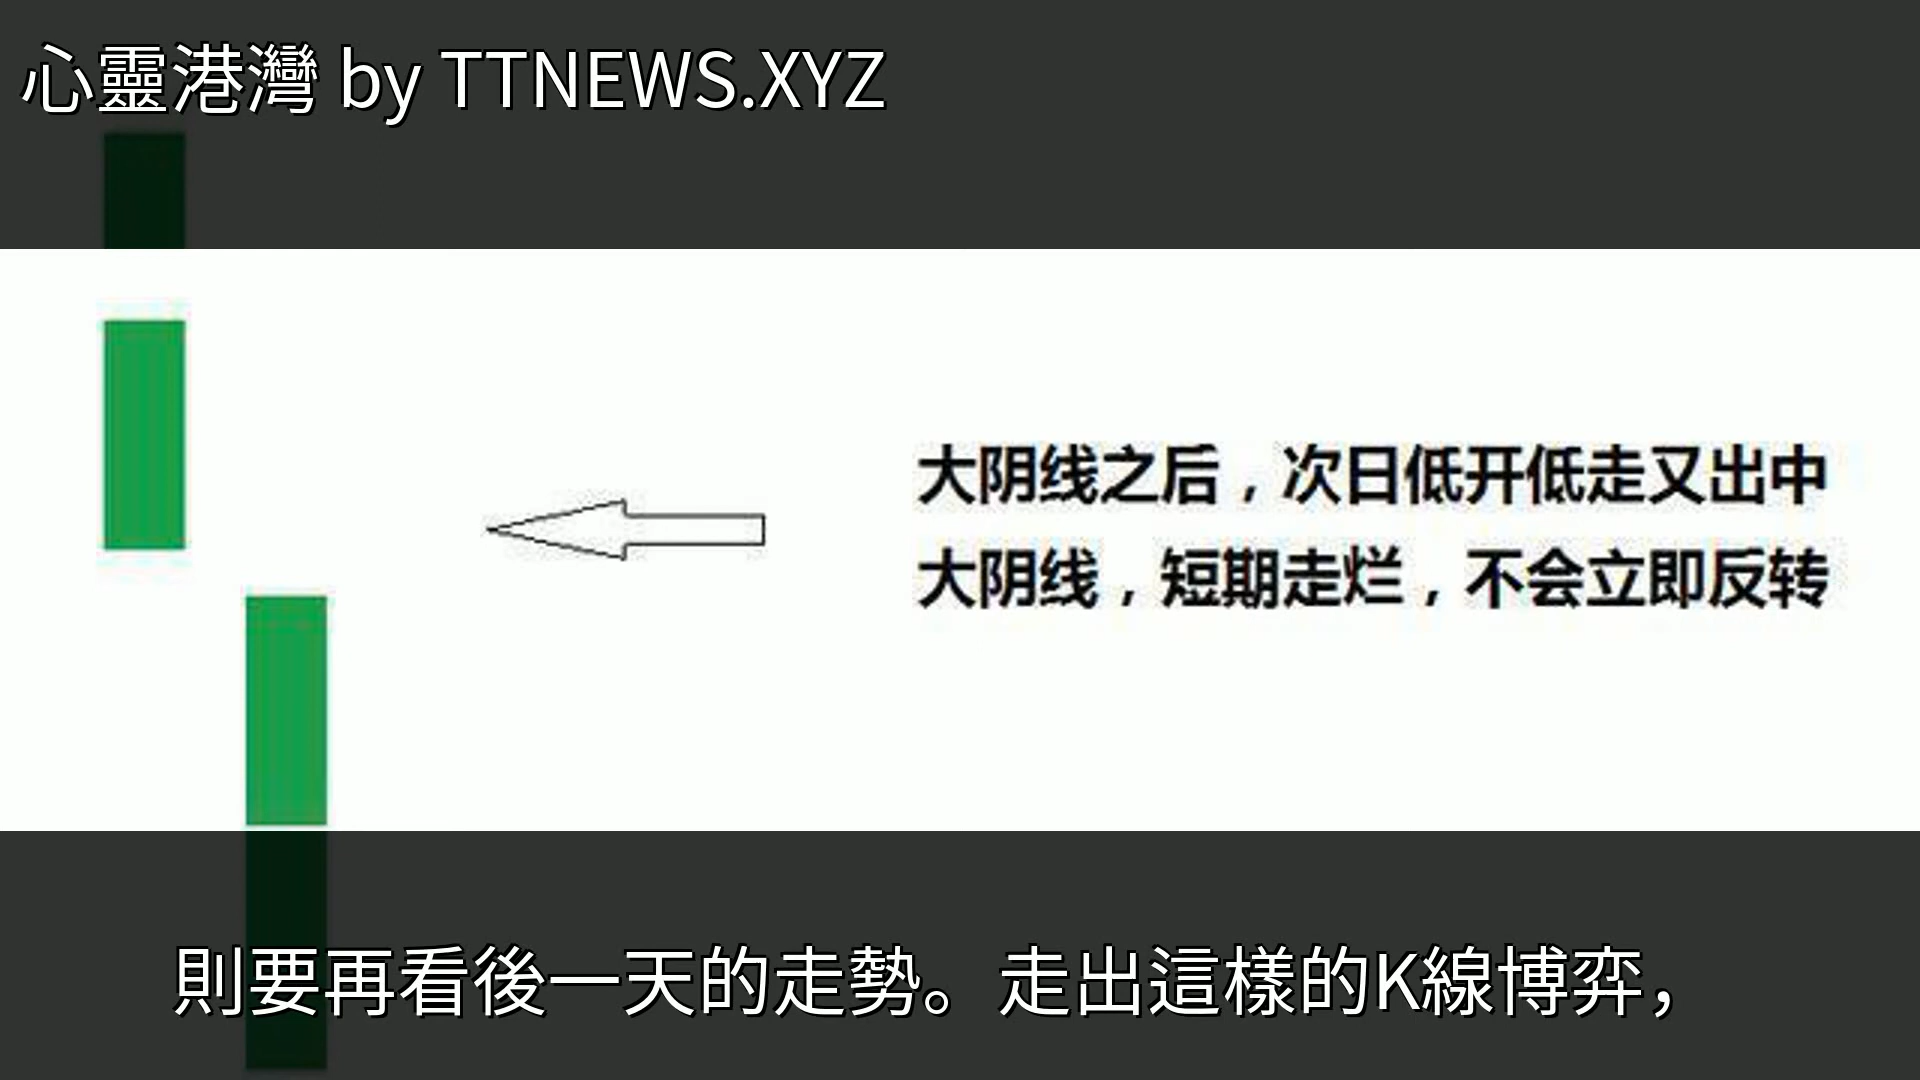 心靈港灣 by TTNEWS.XYZ
大阴线之后，次日低开低走又出中
大阴线，短期走烂，不会立即反转
則要再看後一天的走勢。走出這樣的K線博弈，